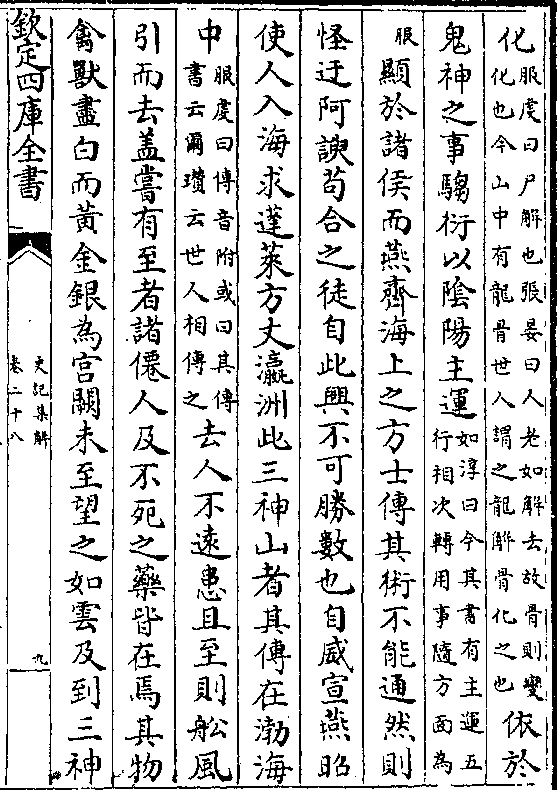 化服虔曰尸解也張晏曰人老如解去故骨則變化也今山中有龍骨世人謂之龍解骨化之也依於
鬼神之事騶衍以陰陽主運如淳曰今其書有主運五行相次轉用事隨方面為
服顯於諸侯而燕齊海上之方士傳其術不能通然則
怪迂阿諛苟合之徒自此興不可勝數也自威宣燕昭
使人入海求蓬萊方丈瀛洲此三神山者其傳在渤海
中服虔曰傳音附或曰其傳書云爾瓚云世人相傳之去人不遠患且至則舩風
引而去盖嘗有至者諸僊人及不死之藥皆在焉其物
禽獸盡白而黃金銀為宫闕未至望之如雲及到三神
欽定四庫全書
史記集解
卷二十八
九